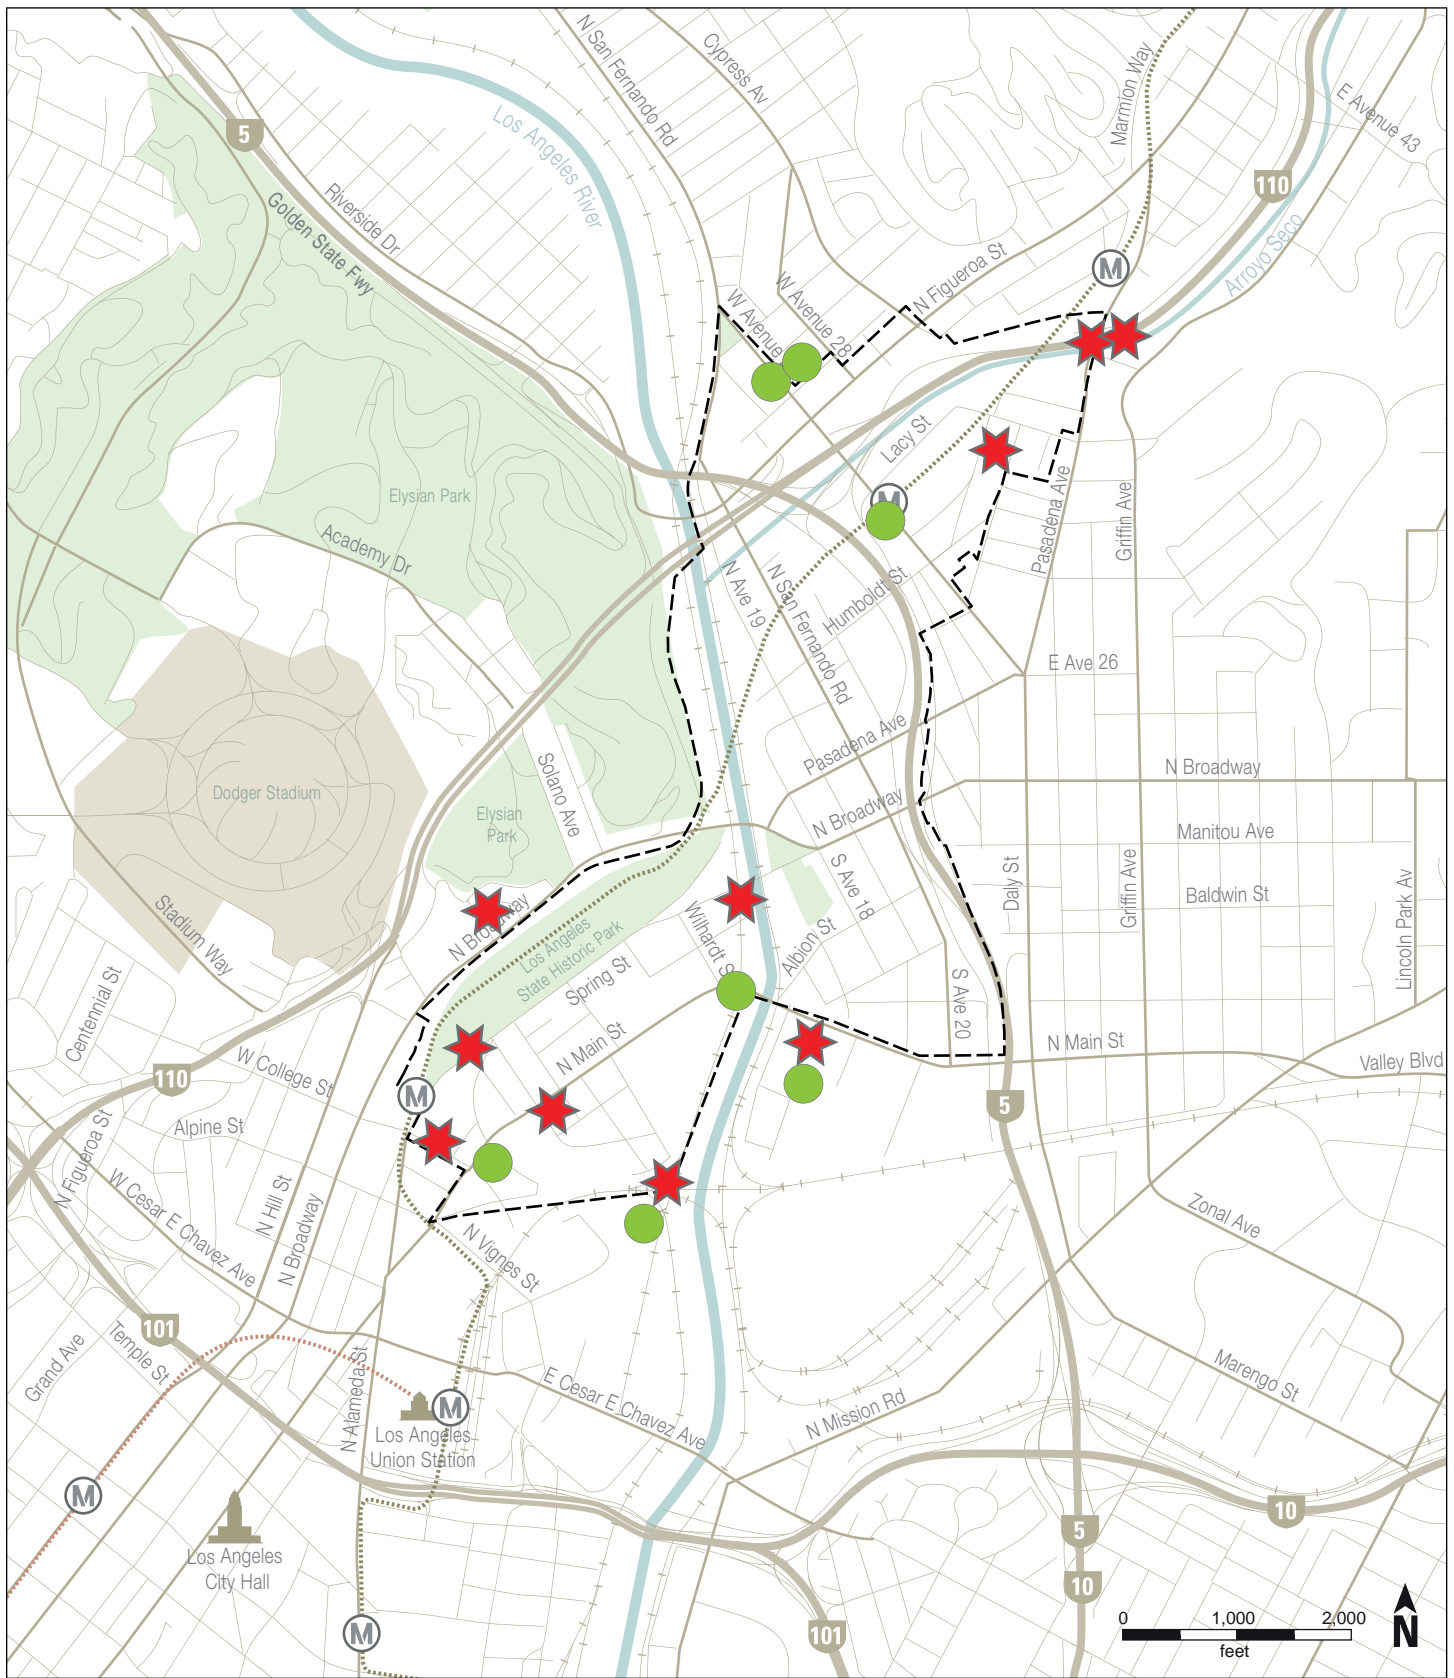 N San Fernando Rd
Cypress Av
Marmion Way
E Avenue 43
5
Los Angeles River
110
Riverside Dr
Golden State Fwy
Arroyo Seco
M
N Figueroa St
W Avenue 28
W Avenue
Lacy St
Elysian Park
M
Pasadena Ave
Griffin Ave
Academy Dr
N Ave 19
N San Fernando Rd
Humboldt St
E Ave 26
Pasadena Ave
Solano Ave
N Broadway
Dodger Stadium
Elysian
Park
N Broadway
Manitou Ave
S Ave 18
Daly St
Griffin Ave
Baldwin St
Lincoln Park Av
Stadium Way
N Broadway
Los Angeles
State Historic Park
Wilhardt S
Albion St
Spring St
Centennial St
S Ave 20
N Main St
N Main St
Valley Blvd
W College St
110
M
5
Alpine St
N Figueroa St
W Cesar E Chavez Ave
N Hill St
N Broadway
N Vignes St
Zonal Ave
101
Temple St
Grand Ave
N Alameda St
Marengo St
E Cesar E Chavez Ave
N Mission Rd
M
Los Angeles
Union Station
M
10
5
Los Angeles
City Hall
10
0 1,000 2,000
feet
N
M
101